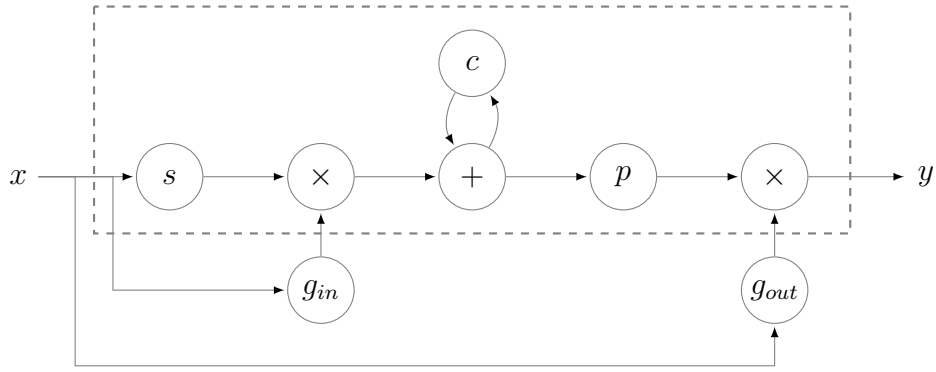 c
x s × + p × y
g_in g_out